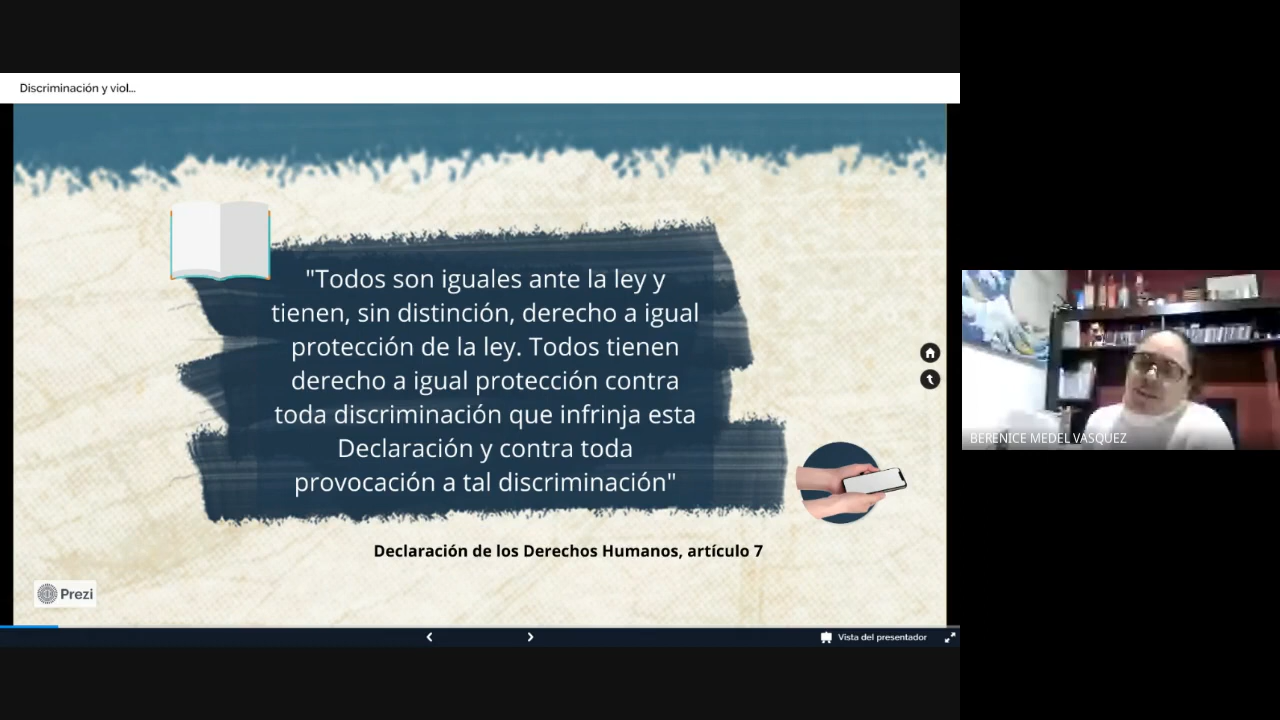 Discriminación y viol...
"Todos son iguales ante la ley y
tienen, sin distinción, derecho a igual
protección de la ley. Todos tienen
derecho a igual protección contra
toda discriminación que infrinja esta
Declaración y contra toda
provocación a tal discriminación"
Declaración de los Derechos Humanos, artículo 7
Prezi
Vista del presentador
BERENICE MEDEL VASQUEZ